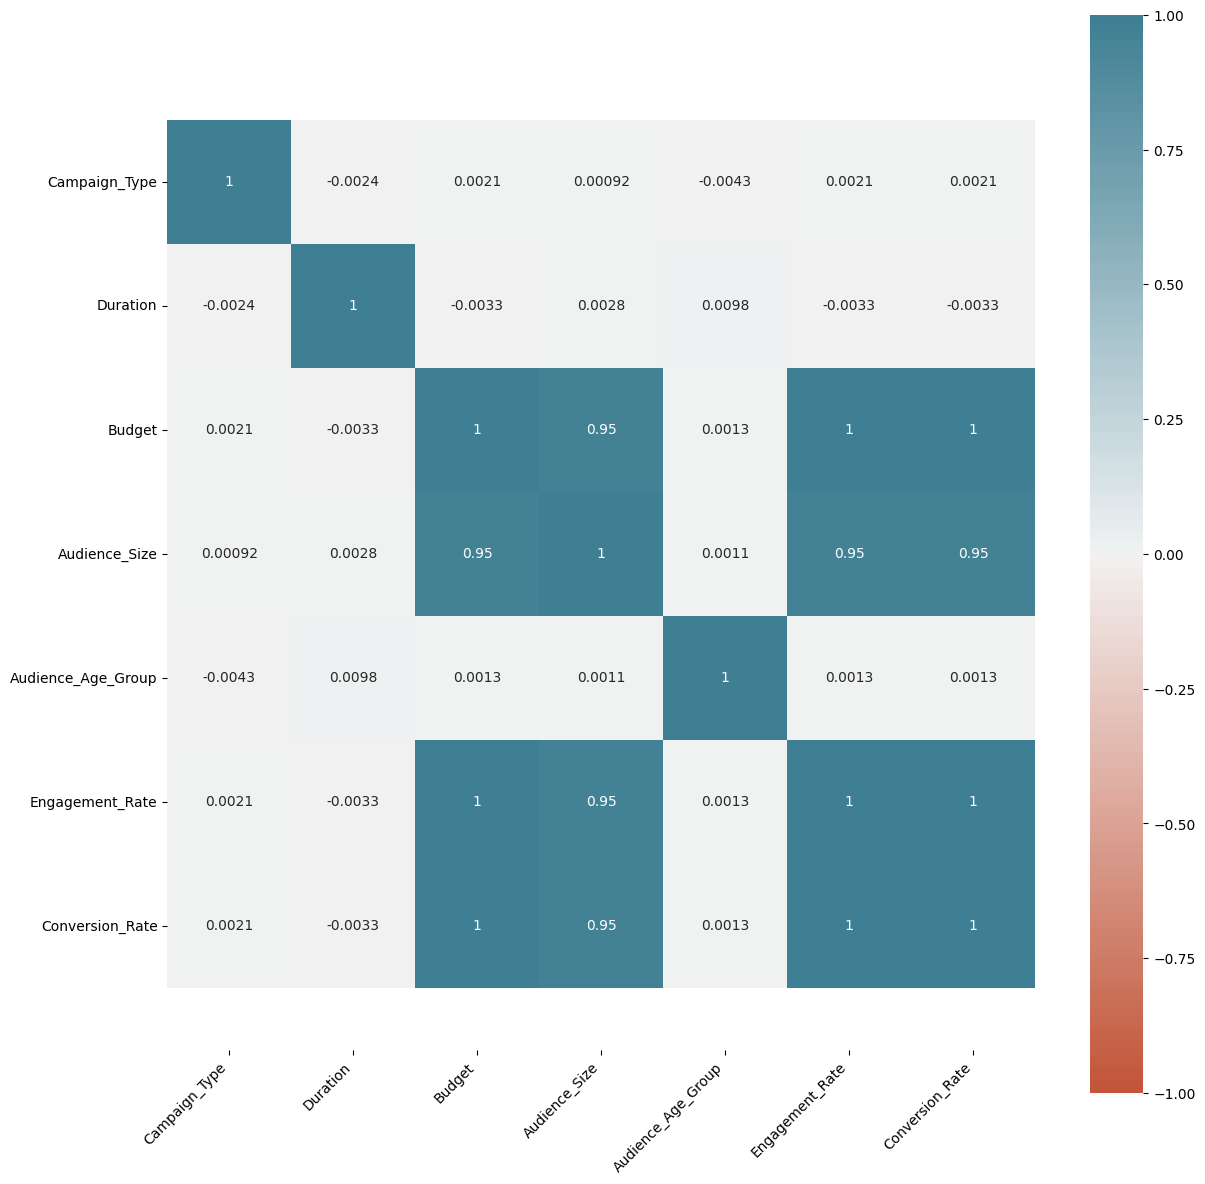 1.00
0.75
0.50
0.25
0.00
−0.25
−0.50
−0.75
−1.00
Campaign_Type 1 -0.0024 0.0021 0.00092 -0.0043 0.0021 0.0021
Duration -0.0024 1 -0.0033 0.0028 0.0098 -0.0033 -0.0033
Budget 0.0021 -0.0033 1 0.95 0.0013 1 1
Audience_Size 0.00092 0.0028 0.95 1 0.0011 0.95 0.95
Audience_Age_Group -0.0043 0.0098 0.0013 0.0011 1 0.0013 0.0013
Engagement_Rate 0.0021 -0.0033 1 0.95 0.0013 1 1
Conversion_Rate 0.0021 -0.0033 1 0.95 0.0013 1 1
Campaign_Type
Duration
Budget
Audience_Size
Audience_Age_Group
Engagement_Rate
Conversion_Rate